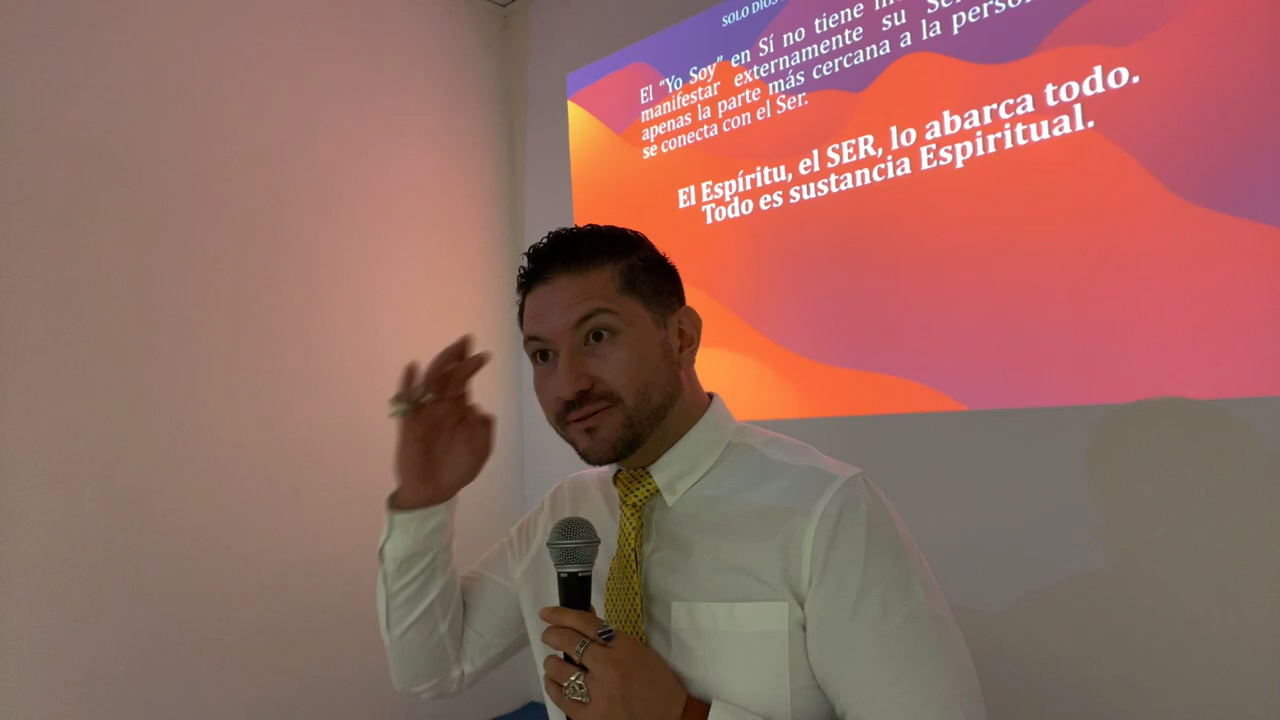 SOLO DIOS
El “Yo Soy” en Sí no tiene
manifestar externamente su
apenas la parte más cercana a la
se conecta con el Ser.
El Espíritu, el SER, lo abarca todo.
Todo es sustancia Espiritual.